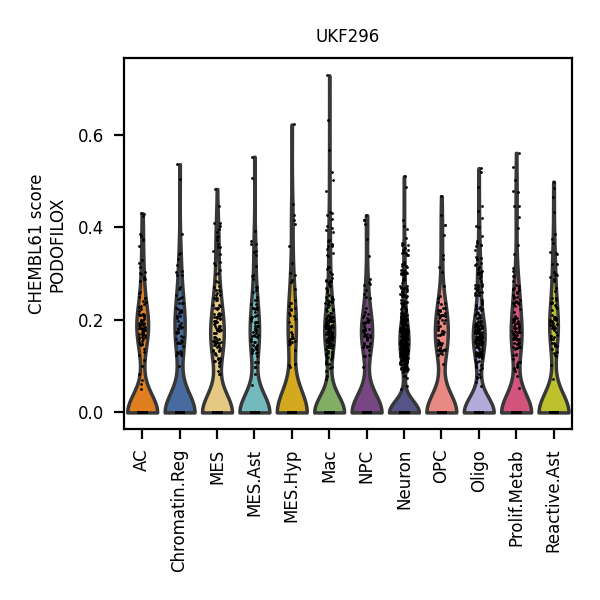 UKF296
CHEMBL61 score
PODOFILOX
0.6
0.4
0.2
0.0
AC
Chromatin.Reg
MES
MES.Ast
MES.Hyp
Mac
NPC
Neuron
OPC
Oligo
Prolif.Metab
Reactive.Ast